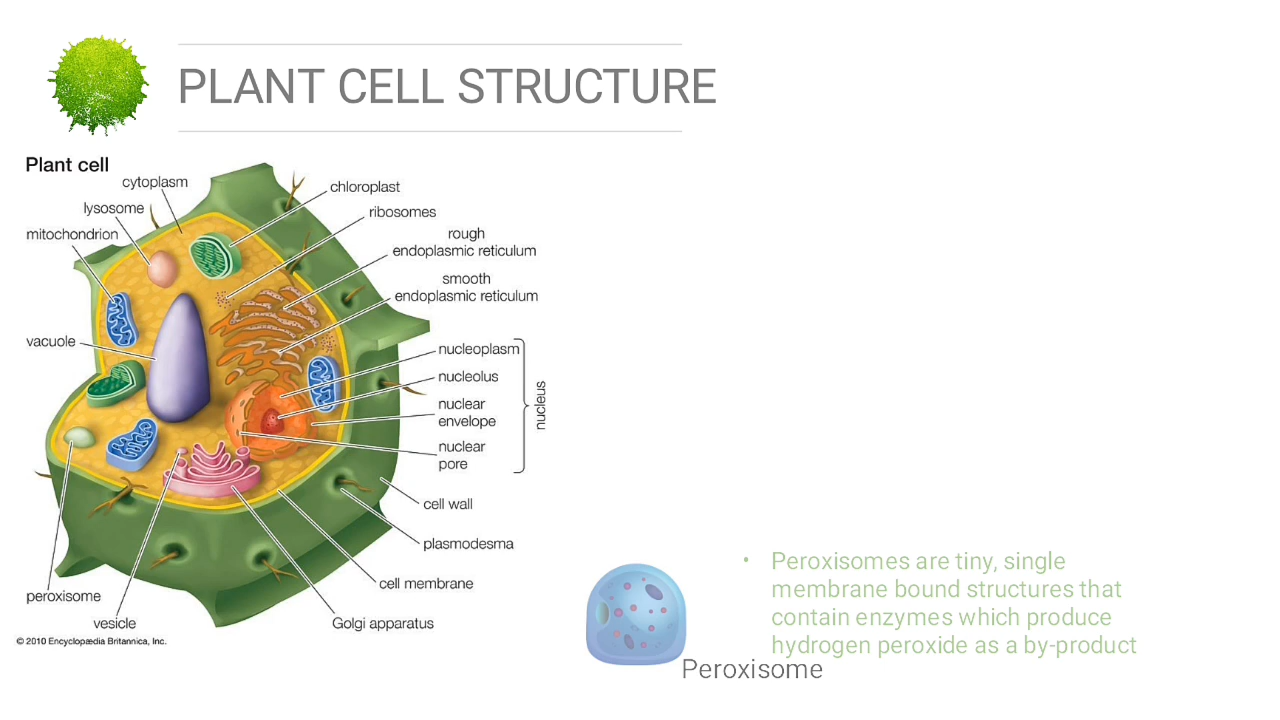 PLANT CELL STRUCTURE
Plant cell
cytoplasm
lysosome
mitochondrion
vacuole
chloroplast
ribosomes
rough
endoplasmic reticulum
smooth
endoplasmic reticulum
nucleoplasm
nucleolus
nuclear
envelope
nuclear
pore
nucleus
cell wall
plasmodesma
cell membrane
Golgi apparatus
peroxisome
vesicle
© 2010 Encyclopædia Britannica, Inc.
• Peroxisomes are tiny, single
membrane bound structures that
contain enzymes which produce
hydrogen peroxide as a by-product
Peroxisome